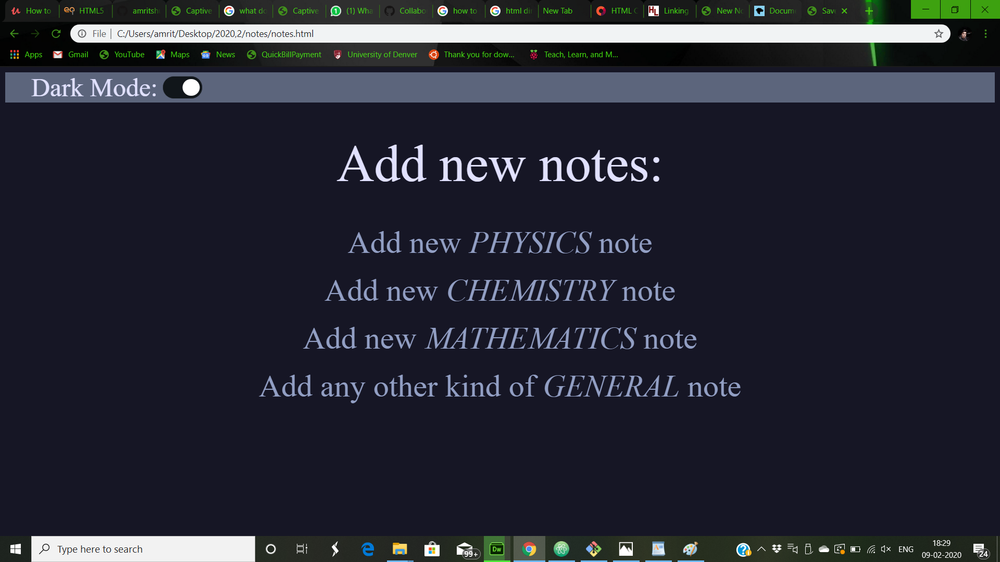 How to
HTML5
amritsh
Captive
what do
Captive
(1) Wha
Collabo
how to
html di
New Tab
HTML C
Linking
New No
Docum
Save
File
C:/Users/amrit/Desktop/2020,2/notes/notes.html
Apps
Gmail
YouTube
Maps
News
QuickBillPayment
University of Denver
Thank you for dow...
Teach, Learn, and M...
Dark Mode:
Add new notes:
Add new PHYSICS note
Add new CHEMISTRY note
Add new MATHEMATICS note
Add any other kind of GENERAL note
Type here to search
99+
Dw
ENG
18:29
09-02-2020
24